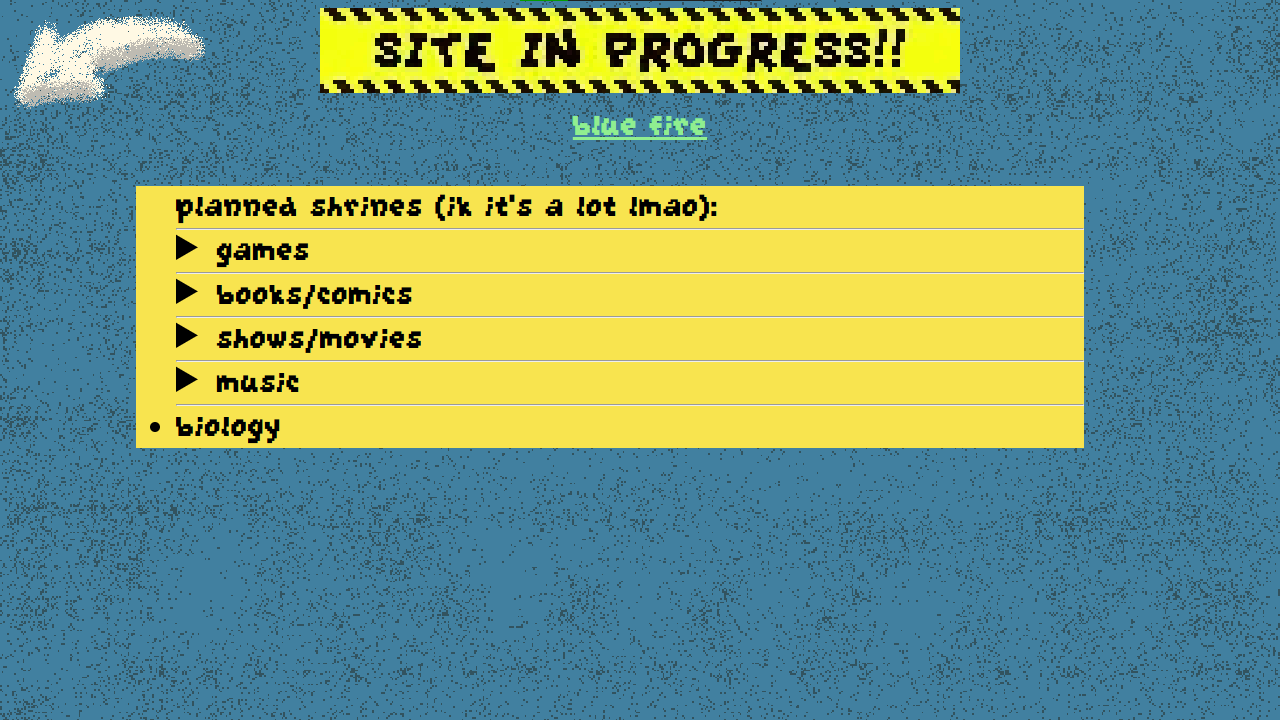 SITE IN PROGRESS!!
blue fire
planned shrines (ik it's a lot lmao):
games
books/comics
shows/movies
music
biology